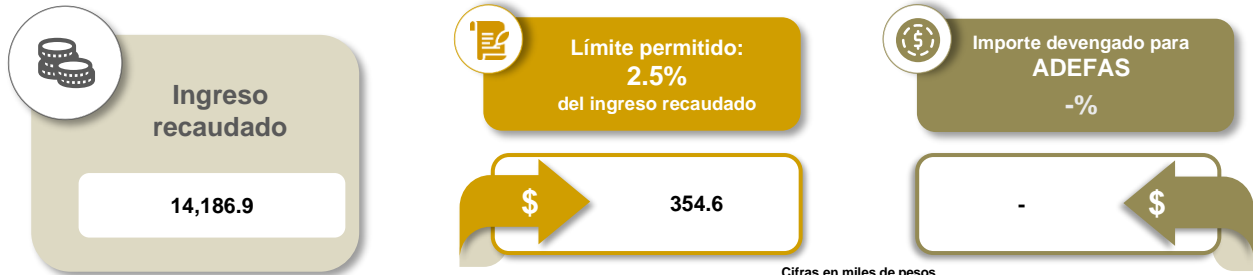 Ingreso
recaudado
14,186.9
Límite permitido:
2.5%
del ingreso recaudado
$
354.6
Importe devengado para
ADEFAS
-%
-
$
Cifras en miles de pesos